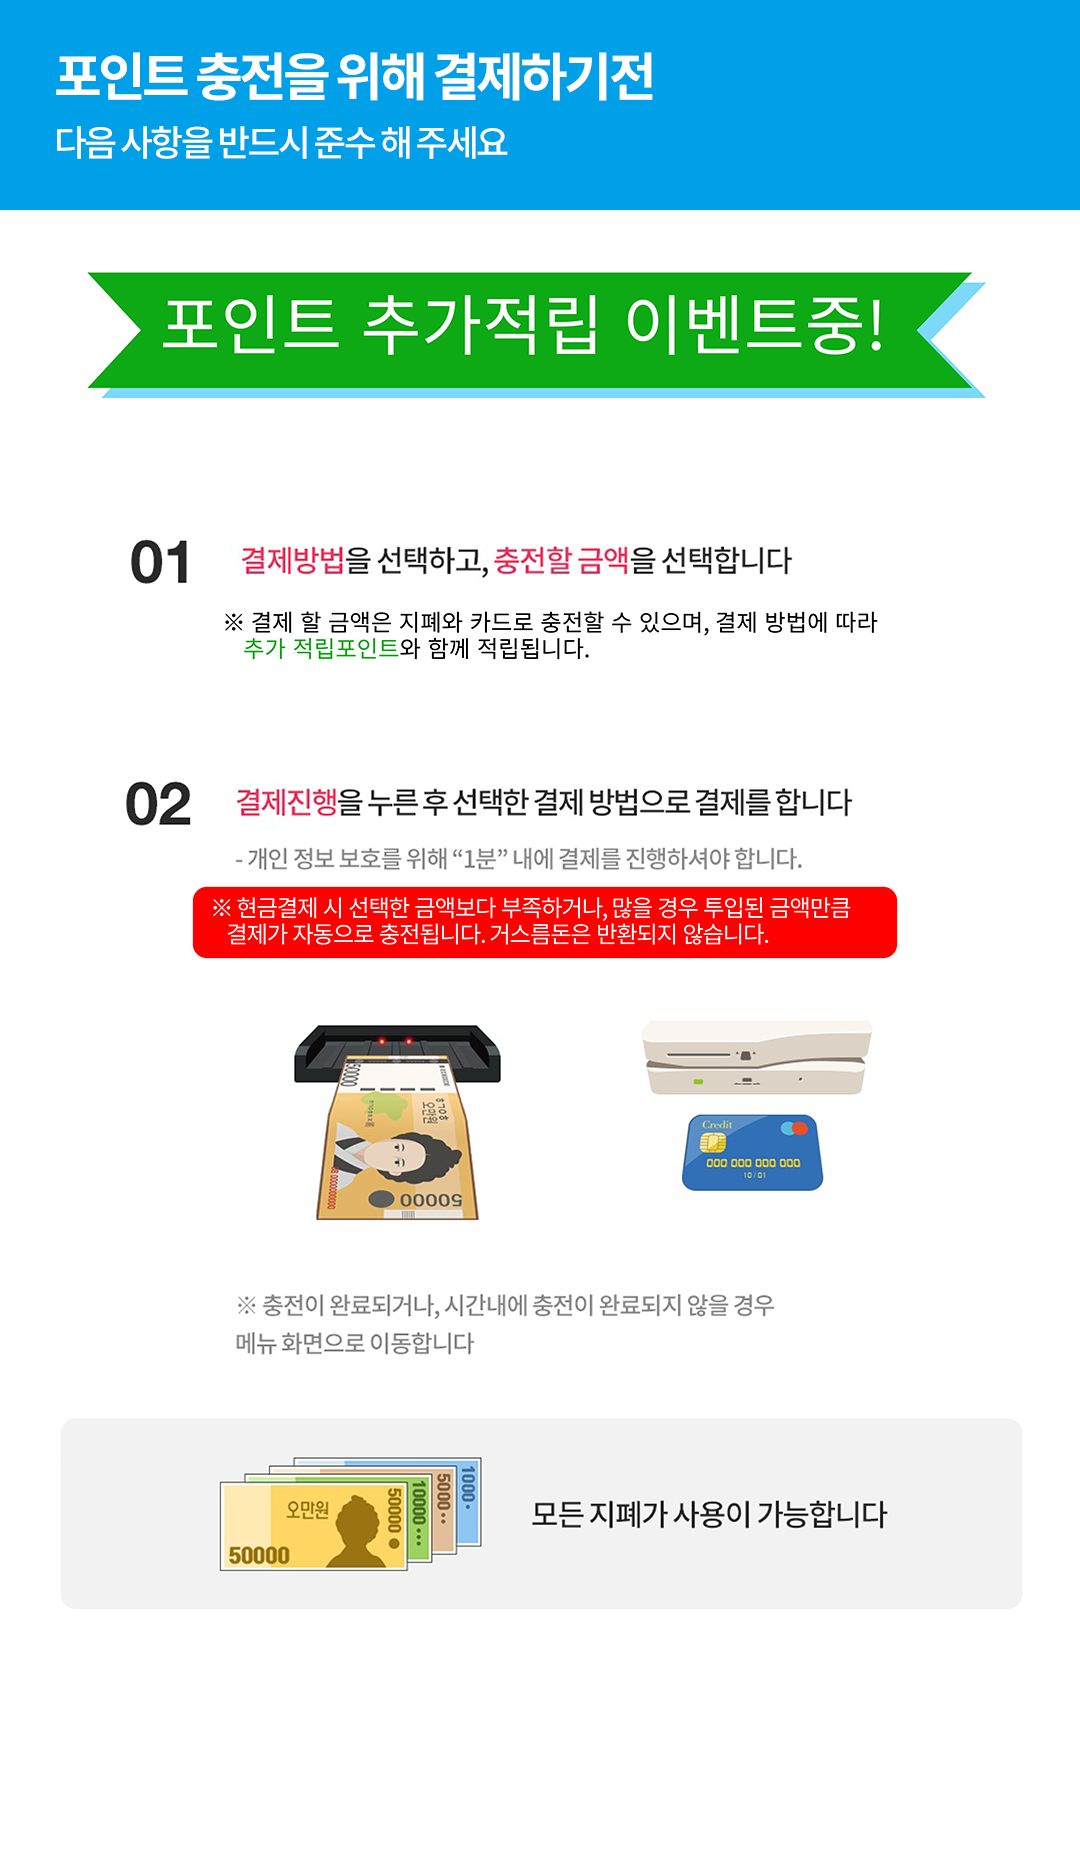 포인트 충전을 위해 결제하기전
다음 사항을 반드시 준수 해 주세요
포인트 추가적립 이벤트중!
01 결제방법을 선택하고, 충전할 금액을 선택합니다
※ 결제 할 금액은 지폐와 카드로 충전할 수 있으며, 결제 방법에 따라
추가 적립포인트와 함께 적립됩니다.
02 결제진행을 누른 후 선택한 결제 방법으로 결제를 합니다
- 개인 정보 보호를 위해 “1분” 내에 결제를 진행하셔야 합니다.
※ 현금결제 시 선택한 금액보다 부족하거나, 많을 경우 투입된 금액만큼
결제가 자동으로 충전됩니다. 거스름돈은 반환되지 않습니다.
50000
오만원
50000
Credit
000 000 000 000
10/01
※ 충전이 완료되거나, 시간내에 충전이 완료되지 않을 경우
메뉴 화면으로 이동합니다
오만원
50000
50000
10000
5000
1000
모든 지폐가 사용이 가능합니다